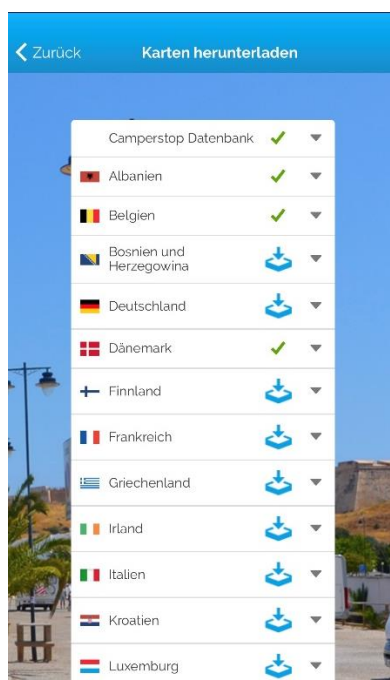 Zurück
Karten herunterladen
Camperstop Datenbank
Albanien
Belgien
Bosnien und
Herzegowina
Deutschland
Dänemark
Finnland
Frankreich
Griechenland
Irland
Italien
Kroatien
Luxemburg